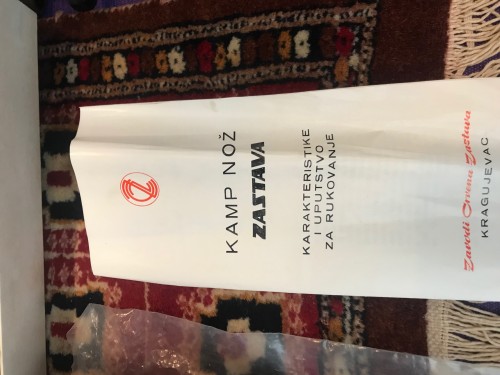 KAMP NOŽ
ZASTAVA
KARAKTERISTIKE
I UPUTSTVO
ZA RUKOVANJE
Zavodi Crvena Zastava
KRAGUJEVAC